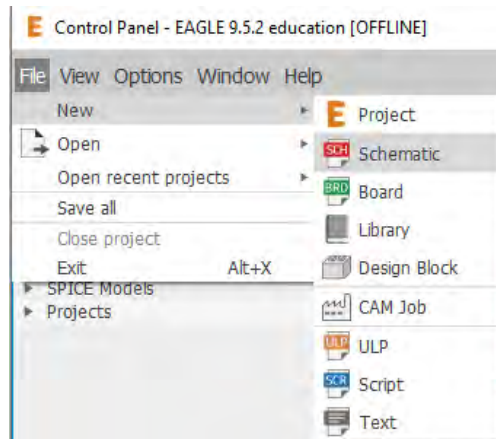 Control Panel - EAGLE 9.5.2 education [OFFLINE]
File View Options Window Help
New
Open
Open recent projects
Save all
Close project
Exit Alt+X
SPICE Models
Projects
Project
SCH Schematic
BRD Board
Library
Design Block
CAM Job
ULP ULP
SCR Script
Text